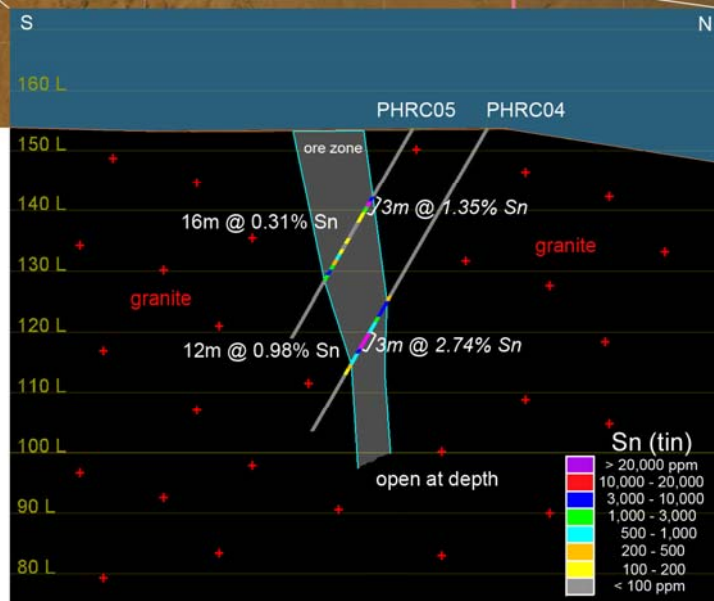 S
N
160 L
PHRC05 PHRC04
150 L
ore zone
140 L
3m @ 1.35% Sn
16m @ 0.31% Sn
granite
130 L
granite
120 L
12m @ 0.98% Sn
3m @ 2.74% Sn
110 L
100 L
open at depth
Sn (tin)
> 20,000 ppm
10,000 - 20,000
3,000 - 10,000
1,000 - 3,000
500 - 1,000
200 - 500
100 - 200
< 100 ppm
90 L
80 L